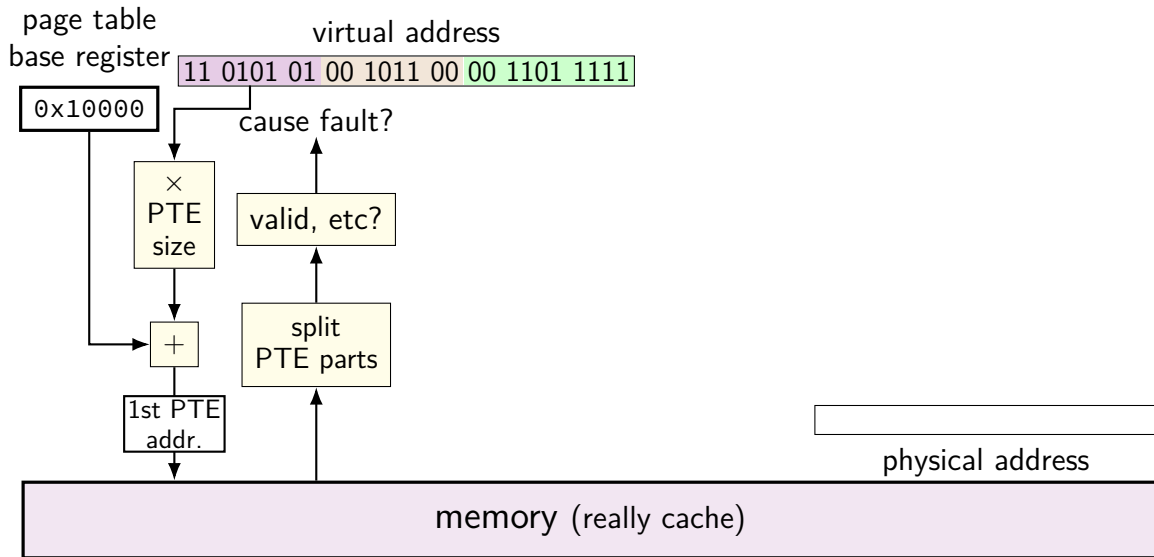 page table
base register
0x10000
virtual address
11 0101 01 00 1011 00 00 1101 1111
cause fault?
×
PTE
size
valid, etc?
+
split
PTE parts
1st PTE
addr.
physical address
memory (really cache)